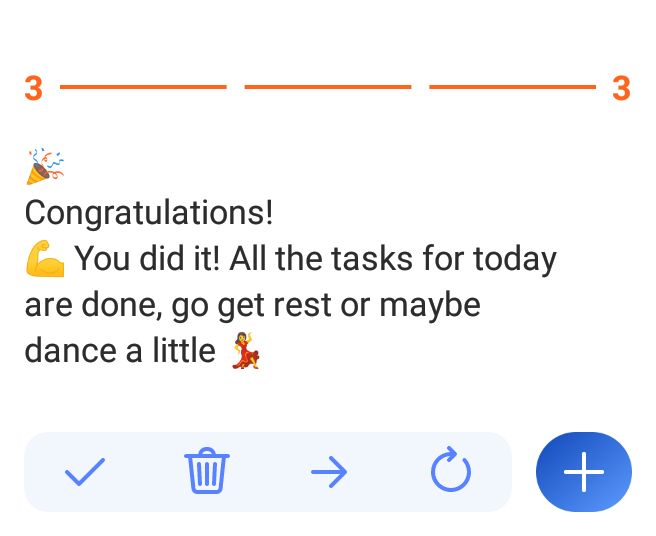 3 3
🎉
Congratulations!
💪 You did it! All the tasks for today
are done, go get rest or maybe
dance a little 💃